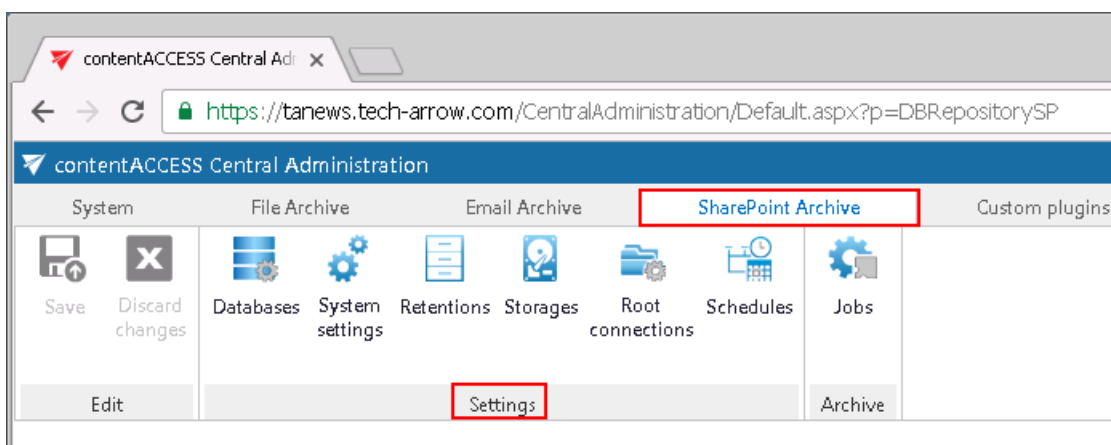 contentACCESS Central Adı
https://tanews.tech-arrow.com/CentralAdministration/Default.aspx?p=DBRepositorySP
contentACCESS Central Administration
System File Archive Email Archive SharePoint Archive Custom plugins
Save Discard changes Databases System settings Retentions Storages Root connections Schedules Jobs
Edit Settings Archive